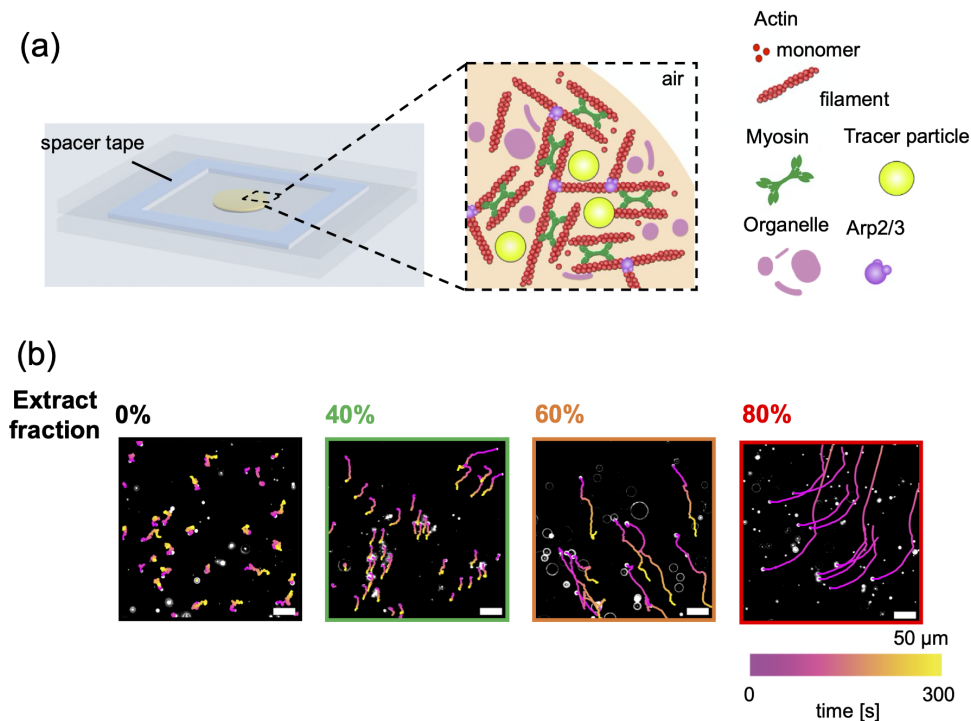 (a)
spacer tape
air
Actin
monomer
filament
Myosin
Tracer particle
Organelle
Arp2/3
(b)
Extract
fraction
0%
40%
60%
80%
50 μm
0
300
time [s]